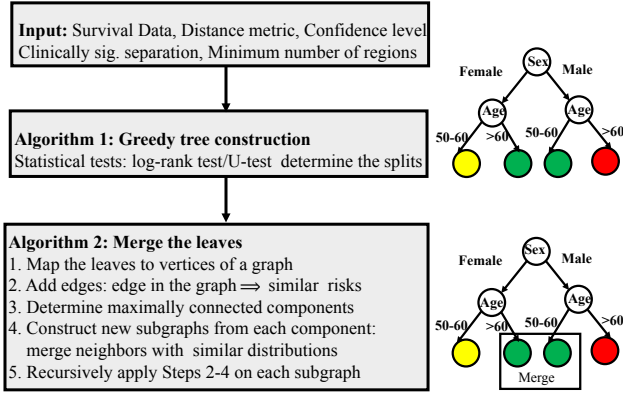 Input: Survival Data, Distance metric, Confidence level
Clinically sig. separation, Minimum number of regions
Algorithm 1: Greedy tree construction
Statistical tests: log-rank test/U-test determine the splits
Algorithm 2: Merge the leaves
1. Map the leaves to vertices of a graph
2. Add edges: edge in the graph ⟹ similar risks
3. Determine maximally connected components
4. Construct new subgraphs from each component:
merge neighbors with similar distributions
5. Recursively apply Steps 2-4 on each subgraph
Sex
Female Male
Age Age
50-60 >60 50-60 >60
Sex
Female Male
Age Age
50-60 >60 50-60 >60
Merge